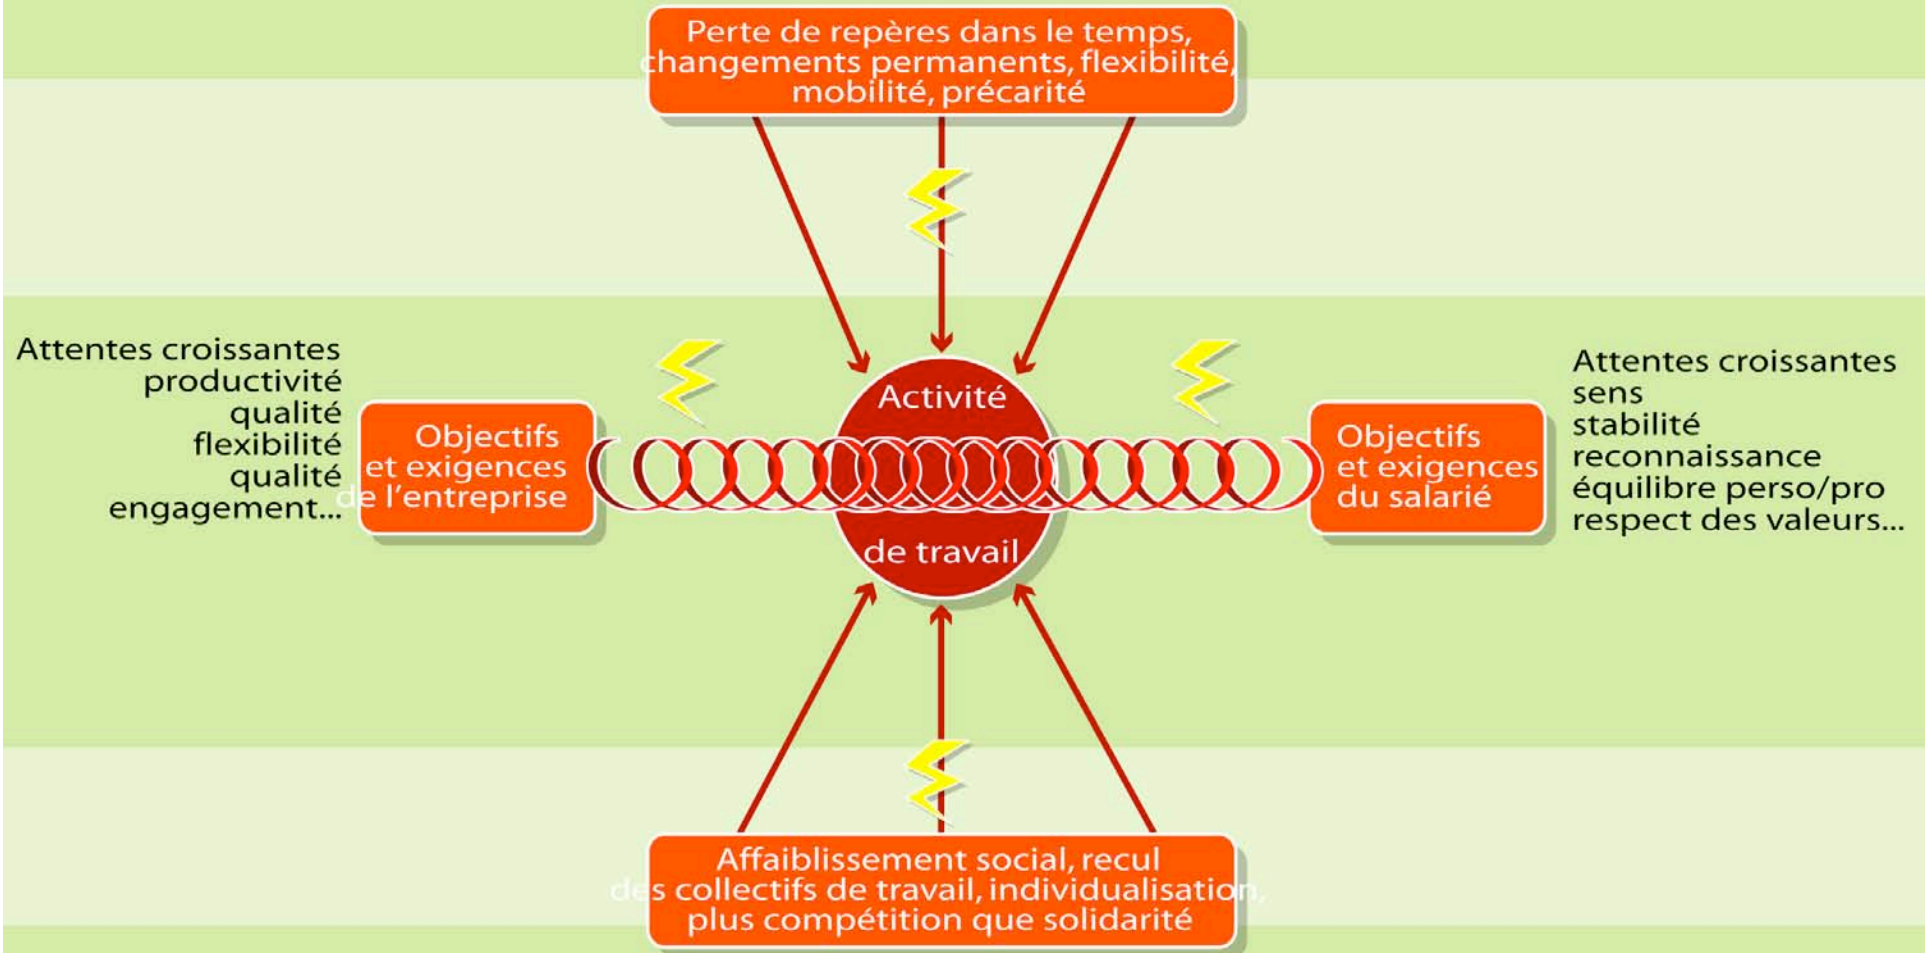 Perte de repères dans le temps,
changements permanents, flexibilité,
mobilité, précarité
Attentes croissantes
productivité
qualité
flexibilité
qualité
engagement...
Objectifs
et exigences
de l'entreprise
Activité
de travail
Objectifs
et exigences
du salarié
Attentes croissantes
sens
stabilité
reconnaissance
équilibre perso/pro
respect des valeurs...
Affaiblissement social, recul
des collectifs de travail, individualisation,
plus compétition que solidarité